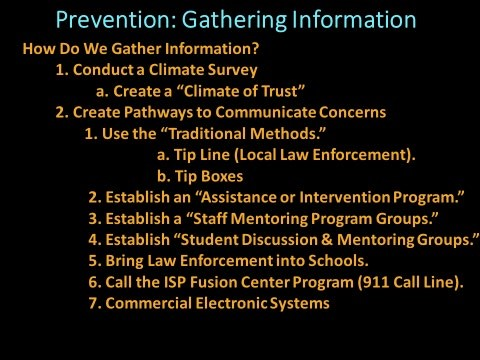 Prevention: Gathering Information
How Do We Gather Information?
1. Conduct a Climate Survey
a. Create a “Climate of Trust”
2. Create Pathways to Communicate Concerns
1. Use the “Traditional Methods.”
a. Tip Line (Local Law Enforcement).
b. Tip Boxes
2. Establish an “Assistance or Intervention Program.”
3. Establish a “Staff Mentoring Program Groups.”
4. Establish “Student Discussion & Mentoring Groups.”
5. Bring Law Enforcement into Schools.
6. Call the ISP Fusion Center Program (911 Call Line).
7. Commercial Electronic Systems